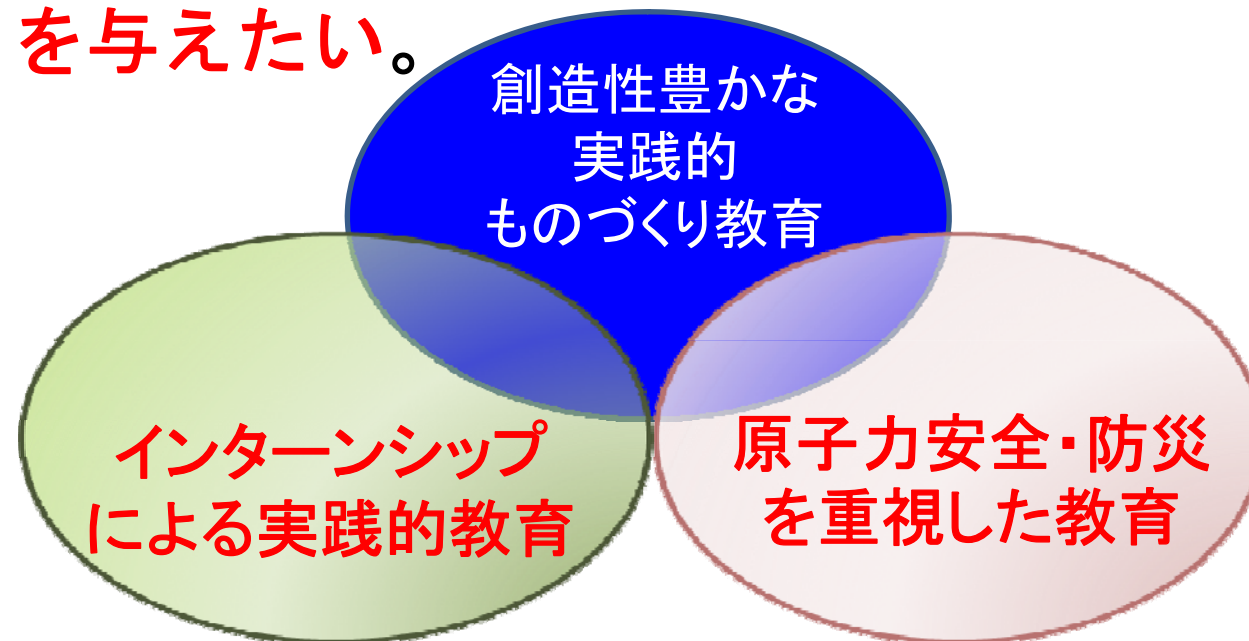 を与えたい。
創造性豊かな
実践的
ものづくり教育
インターンシップ
による実践的教育
原子力安全・防災
を重視した教育